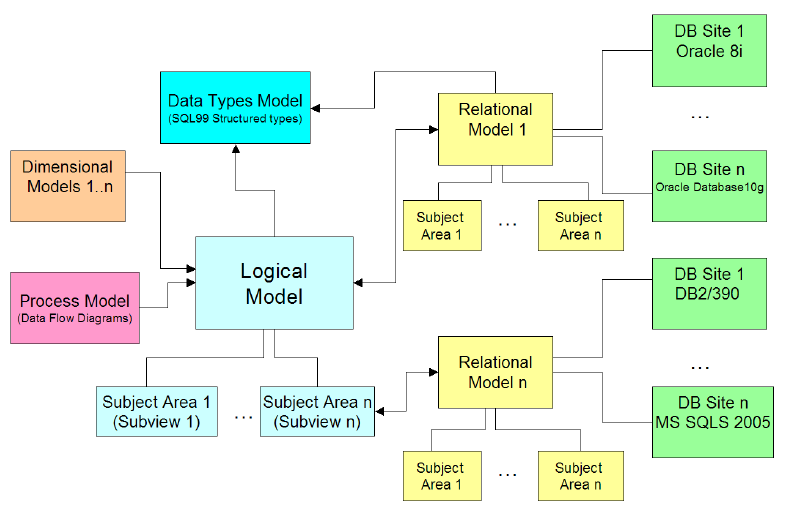 DB Site 1
Oracle 8i
...
DB Site n
Oracle Database10g
Data Types Model
(SQL99 Structured types)
Relational
Model 1
Dimensional
Models 1..n
Subject
Area 1
...
Subject
Area n
Logical
Model
Process Model
(Data Flow Diagrams)
DB Site 1
DB2/390
...
DB Site n
MS SQLS 2005
Relational
Model n
Subject Area 1
(Subview 1)
...
Subject Area n
(Subview n)
Subject
Area 1
...
Subject
Area n